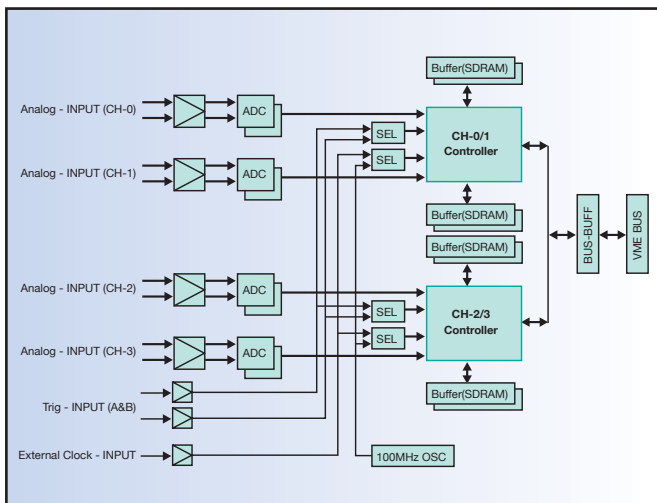 Buffer(SDRAM)
Analog - INPUT (CH-0)
ADC
SEL
CH-0/1
Controller
SEL
Analog - INPUT (CH-1)
ADC
Buffer(SDRAM)
BUS-BUFF
VME BUS
Buffer(SDRAM)
Analog - INPUT (CH-2)
ADC
SEL
CH-2/3
Controller
SEL
Analog - INPUT (CH-3)
ADC
Buffer(SDRAM)
Trig - INPUT (A&B)
External Clock - INPUT
100MHz OSC